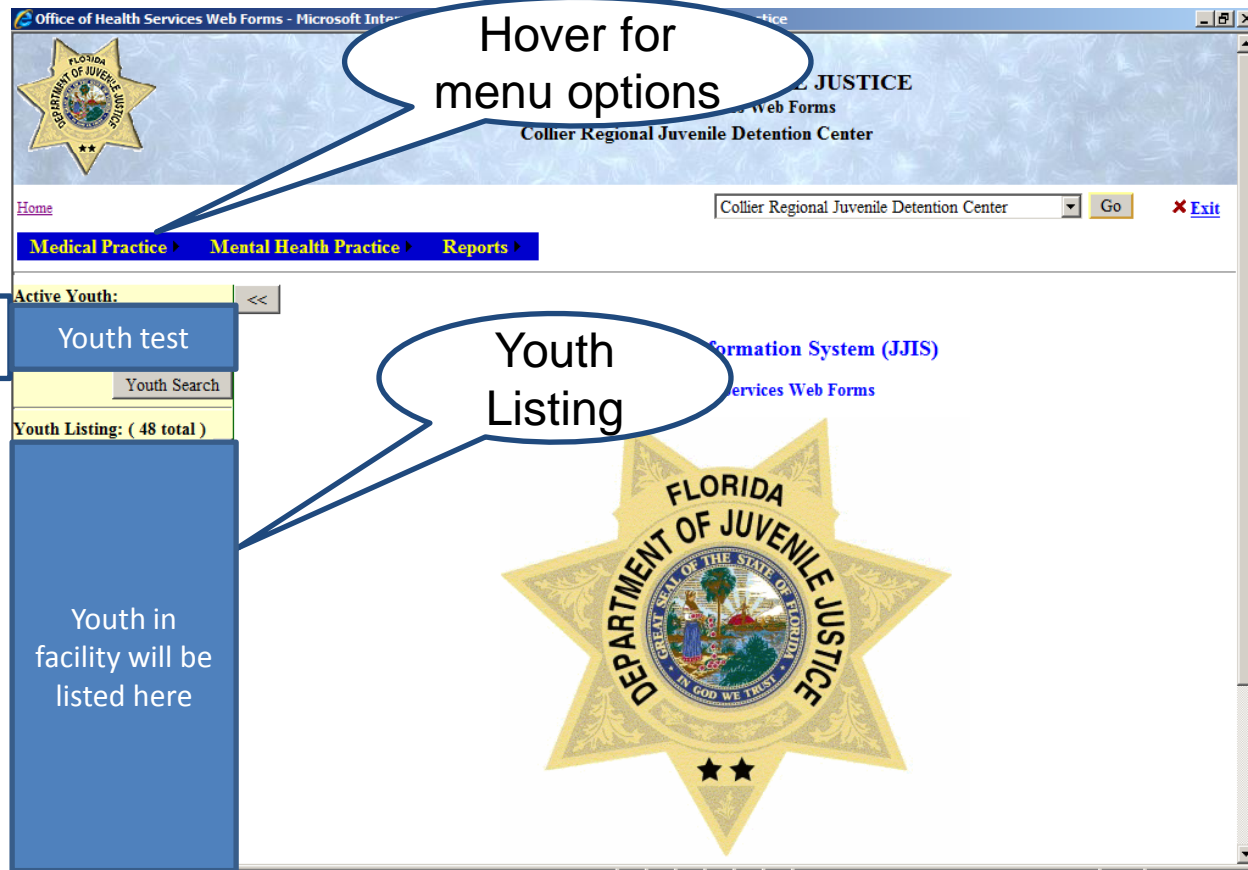 Office of Health Services Web Forms - Microsoft Inte
Hover for
menu options
JUSTICE
Web Forms
Collier Regional Juvenile Detention Center
FLORIDA
DEPARTMENT OF JUVENILE JUSTICE
Home
Collier Regional Juvenile Detention Center
Go
Exit
Medical Practice Mental Health Practice Reports
Active Youth:
<<
Youth test
Youth Search
Youth Listing: ( 48 total )
Youth
Listing
formation System (JJIS)
ervices Web Forms
Youth in
facility will be
listed here
FLORIDA
DEPARTMENT OF JUVENILE JUSTICE
GREAT SEAL OF THE STATE OF FLORIDA
IN GOD WE TRUST